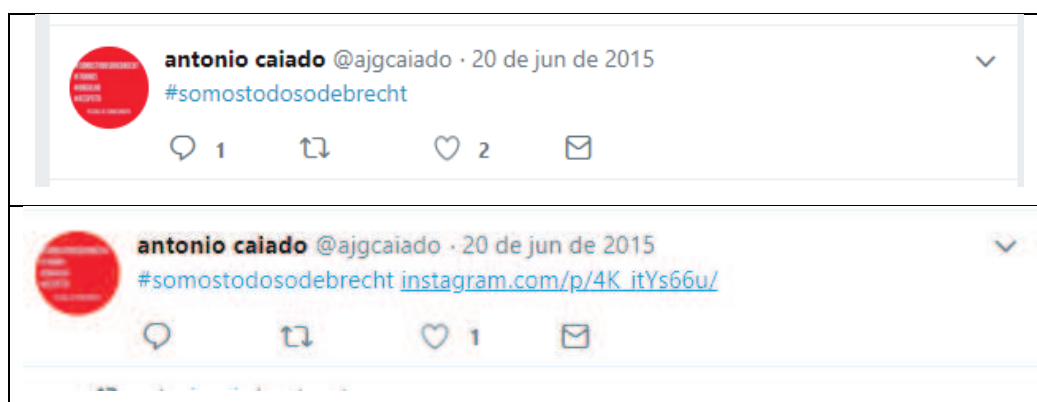 antonio caiado @ajgcaiado · 20 de jun de 2015
#somostodosodebrecht
1 2
antonio caiado @ajgcaiado · 20 de jun de 2015
#somostodosodebrecht instagram.com/p/4K_itYs66u/
1